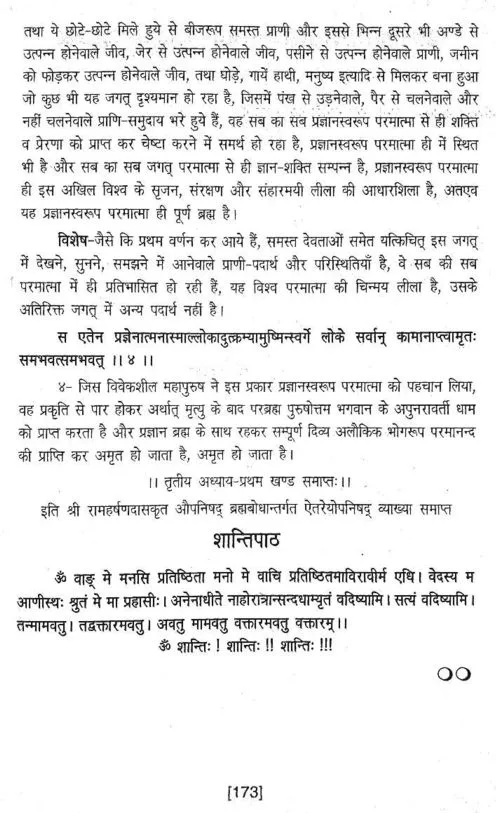 तथा ये छोटे-छोटे मिले हुये से बीजरूप समस्त प्राणी और इससे भिन्न दूसरे भी अण्डे से
उत्पन्न होनेवाले जीव, जेर से उत्पन्न होनेवाले जीव, पसीने से उत्पन्न होनेवाले प्राणी, जमीन
को फोड़कर उत्पन्न होनेवाले जीव, तथा घोड़े, गायें हाथी, मनुष्य इत्यादि से मिलकर बना हुआ
जो कुछ भी यह जगत् दृश्यमान हो रहा है, जिसमें पंख से उड़नेवाले, पैर से चलनेवाले और
नहीं चलनेवाले प्राणि-समुदाय भरे हुये हैं, वह सब का सब प्रज्ञानस्वरूप परमात्मा से ही शक्ति
व प्रेरणा को प्राप्त कर चेष्टा करने में समर्थ हो रहा है, प्रज्ञानस्वरूप परमात्मा ही में स्थित
भी है और सब का सब जगत् परमात्मा से ही ज्ञान-शक्ति सम्पन्न है, प्रज्ञानस्वरूप परमात्मा
ही इस अखिल विश्व के सृजन, संरक्षण और संहारमयी लीला की आधारशिला है, अतएव
यह प्रज्ञानस्वरूप परमात्मा ही पूर्ण ब्रह्म है।
विशेष-जैसे कि प्रथम वर्णन कर आये हैं, समस्त देवताओं समेत यत्किचित् इस जगत्
में देखने, सुनने, समझने में आनेवाले प्राणी-पदार्थ और परिस्थितियाँ है, वे सब की सब
परमात्मा में ही प्रतिभासित हो रही हैं, यह विश्व परमात्मा की चिन्मय लीला है, उसके
अतिरिक्त जगत् में अन्य पदार्थ नहीं है।
स एतेन प्रज्ञेनात्मनास्माल्लोकादुत्क्रम्यामुष्मिन्स्वर्गे लोके सर्वान् कामानाप्त्वामृतः
समभवत्समभवत् ।। ४ ।।
४- जिस विवेकशील महापुरुष ने इस प्रकार प्रज्ञानस्वरूप परमात्मा को पहचान लिया,
वह प्रकृति से पार होकर अर्थात् मृत्यु के बाद परब्रह्म पुरुषोत्तम भगवान के अपुनरावर्ती धाम
को प्राप्त करता है और प्रज्ञान ब्रह्म के साथ रहकर सम्पूर्ण दिव्य अलौकिक भोगरूप परमानन्द
की प्राप्ति कर अमृत हो जाता है, अमृत हो जाता है।
।। तृतीय अध्याय-प्रथम खण्ड समाप्तः।।
इति श्री रामहर्षणदासकृत औपनिषद् ब्रह्मबोधान्तर्गत ऐतरेयोपनिषद् व्याख्या समाप्त
शान्तिपाठ
ॐ वाङ् मे मनसि प्रतिष्ठिता मनो मे वाचि प्रतिष्ठितमाविरावीर्म एधि। वेदस्य म
आणीस्थः श्रुतं मे मा प्रहासीः। अनेनाधीते नाहोरात्रान्सन्दधाम्यृतं वदिष्यामि। सत्यं वदिष्यामि।
तन्मामवतु। तद्वक्तारमवतु। अवतु मामवतु वक्तारमवतु वक्तारम्।।
ॐ शान्तिः ! शान्तिः !! शान्तिः !!!
[173]